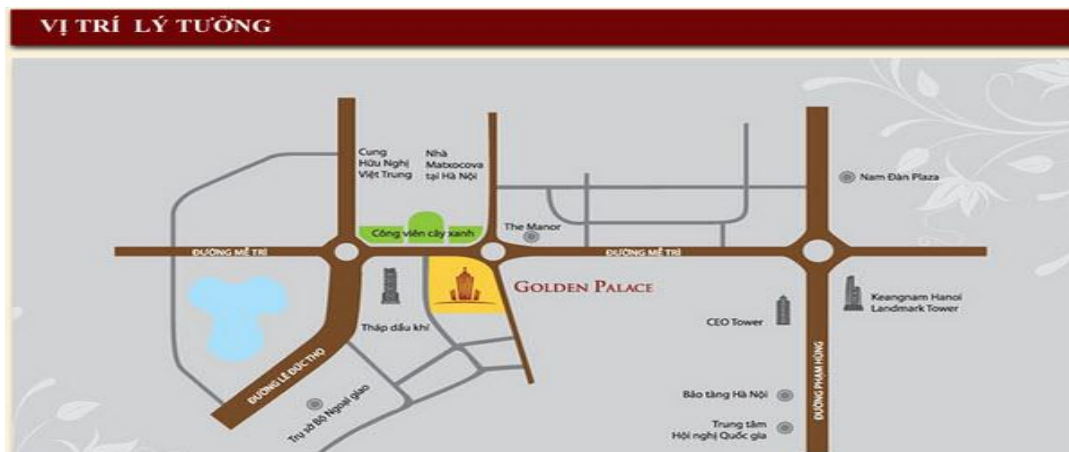 VỊ TRÍ LÝ TƯỞNG
Cung
Hữu Nghị
Việt Trung
Nhà
Matxocova
tại Hà Nội
Nam Đàn Plaza
Công viên cây xanh
The Manor
ĐƯỜNG MỄ TRÌ
ĐƯỜNG MỄ TRÌ
GOLDEN PALACE
Keangnam Hanoi
Landmark Tower
Tháp dầu khí
CEO Tower
ĐƯỜNG LÊ ĐỨC THỌ
ĐƯỜNG PHẠM HÙNG
Trụ sở Bộ Ngoại giao
Bảo tàng Hà Nội
Trung tâm
Hội nghị Quốc gia